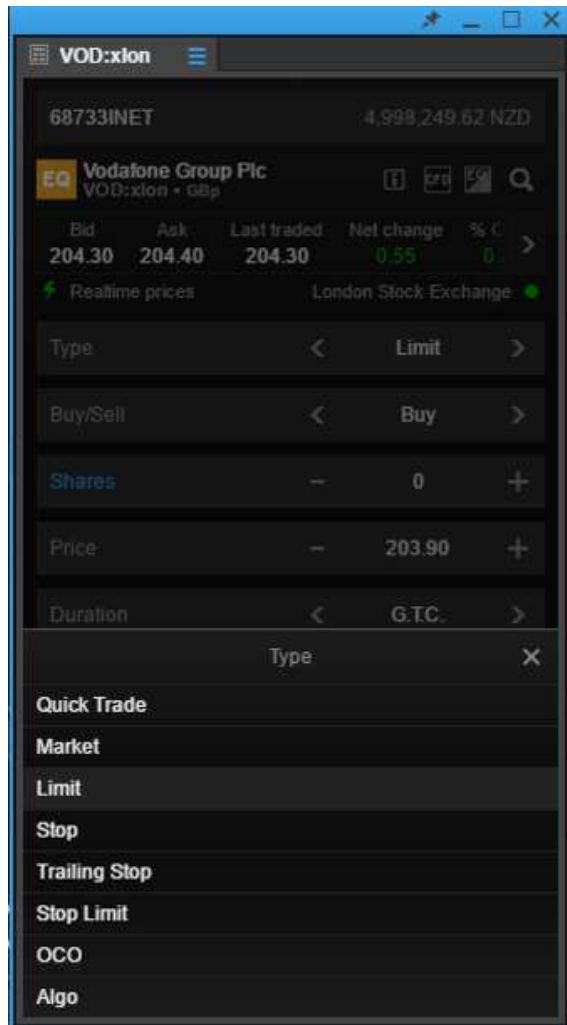 VOD:xlon
68733INET 4,998,249.62 NZD
EQ Vodafone Group Plc
VOD:xlon • GBp
CFD
Bid Ask Last traded Net change %
204.30 204.40 204.30 0.55 0.
Realtime prices London Stock Exchange
Type Limit
Buy/Sell Buy
Shares 0
Price 203.90
Duration G.T.C.
Type
Quick Trade
Market
Limit
Stop
Trailing Stop
Stop Limit
OCO
Algo